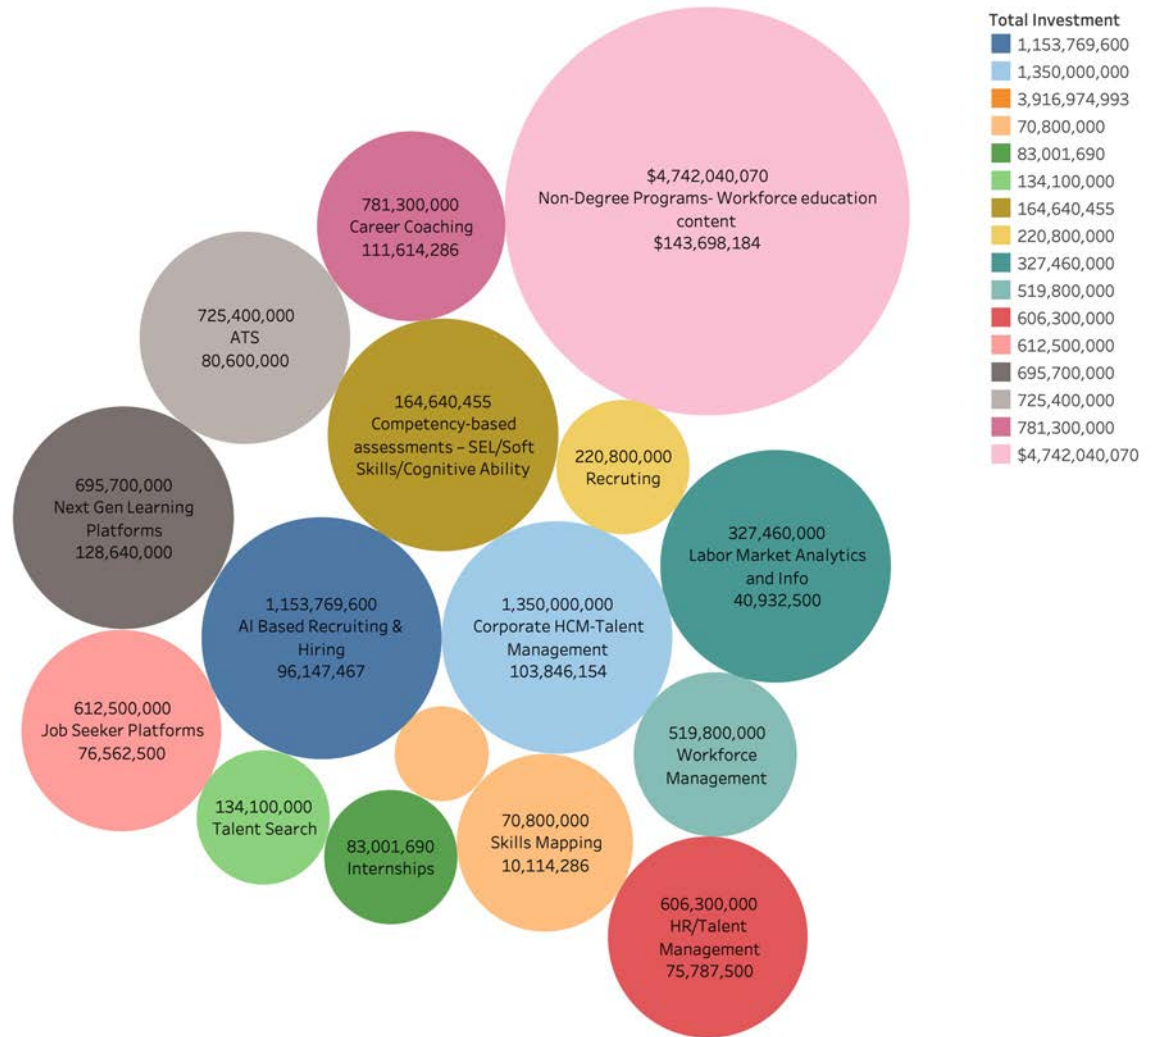 $4,742,040,070
Non-Degree Programs- Workforce education
content
$143,698,184
781,300,000
Career Coaching
111,614,286
725,400,000
ATS
80,600,000
164,640,455
Competency-based
assessments – SEL/Soft
Skills/Cognitive Ability
220,800,000
Recruting
695,700,000
Next Gen Learning
Platforms
128,640,000
327,460,000
Labor Market Analytics
and Info
40,932,500
1,153,769,600
AI Based Recruiting &
Hiring
96,147,467
1,350,000,000
Corporate HCM-Talent
Management
103,846,154
612,500,000
Job Seeker Platforms
76,562,500
519,800,000
Workforce
Management
134,100,000
Talent Search
83,001,690
Internships
70,800,000
Skills Mapping
10,114,286
606,300,000
HR/Talent
Management
75,787,500
Total Investment
1,153,769,600
1,350,000,000
3,916,974,993
70,800,000
83,001,690
134,100,000
164,640,455
220,800,000
327,460,000
519,800,000
606,300,000
612,500,000
695,700,000
725,400,000
781,300,000
$4,742,040,070